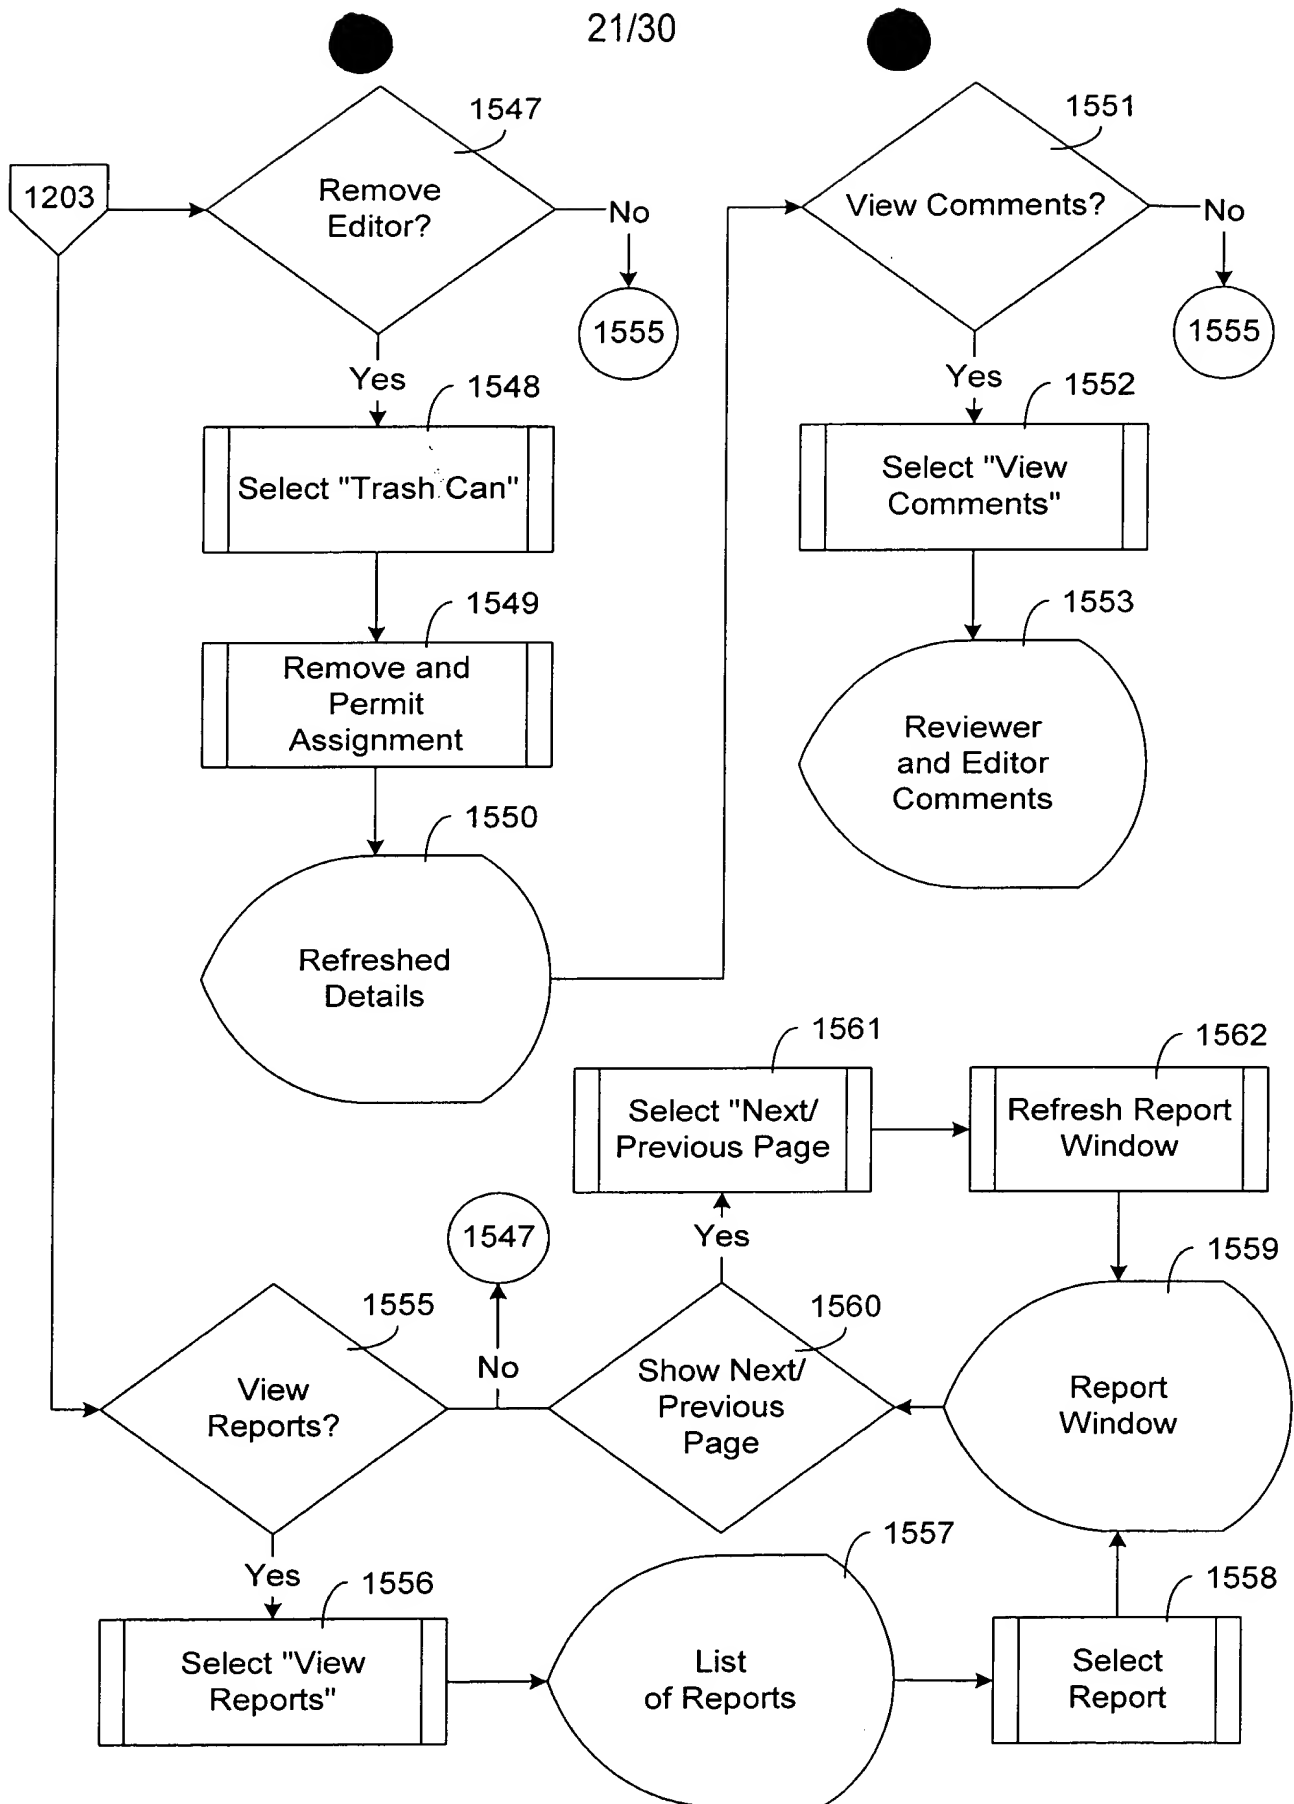 21/30
1203
1547
Remove
Editor?
No
1555
Yes
1548
Select "Trash Can"
1549
Remove and
Permit
Assignment
1550
Refreshed
Details
1551
View Comments?
No
1555
Yes
1552
Select "View
Comments"
1553
Reviewer
and Editor
Comments
1555
View
Reports?
No
1547
Yes
1556
Select "View
Reports"
1557
List
of Reports
1558
Select
Report
1559
Report
Window
1560
Show Next/
Previous
Page
Yes
1561
Select "Next/
Previous Page
1562
Refresh Report
Window